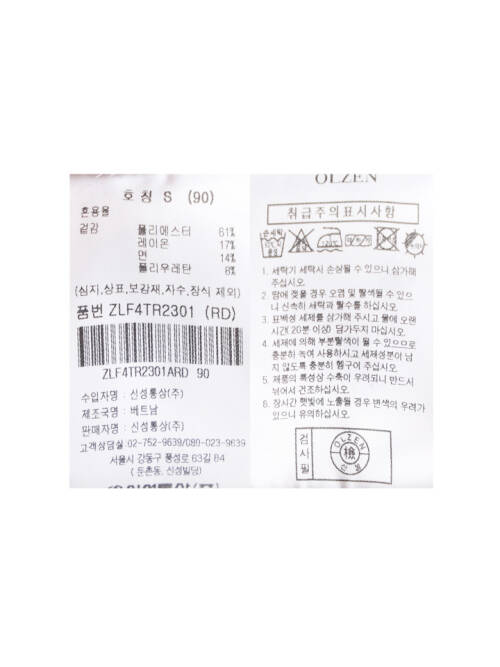 호칭 S (90)
혼용율
겉감 폴리에스터 61%
레이온 17%
면 14%
폴리우레탄 8%
(심지,상표,보강재,자수,장식 제외)
품번 ZLF4TR2301 (RD)
ZLF4TR2301ARD 90
수입자명 : 신성통상(주)
제조국명 : 베트남
판매자명 : 신성통상(주)
고객상담실:02-752-9639/089-023-9639
서울시 강동구 풍성로 63길 84
( 둔촌동, 신성빌딩)
OLZEN
취급주의표시사항
손세탁
1. 세탁기 세탁시 손상될 수 있으니 삼가해
주십시오.
2. 땀에 젖을 경우 오염 및 탈색될 수 있으
니 신속히 세탁과 탈수를 하십시오.
3. 표백성 세제를 삼가해 주시고 물에 오랜
시간( 20분 이상) 담가두지 마십시오.
4. 세제에 의해 부분탈색이 될 수 있으므로
충분히 녹여 사용하시고 세제성분이 남
지 않도록 충분히 헹구어 주십시오.
5. 제품의 특성상 수축이 우려되니 반드시
뉘어서 건조하십시오.
6. 장시간 햇빛에 노출될 경우 변색의 우려가
있으니 유의하십시오.
검사필
OLZEN
檢